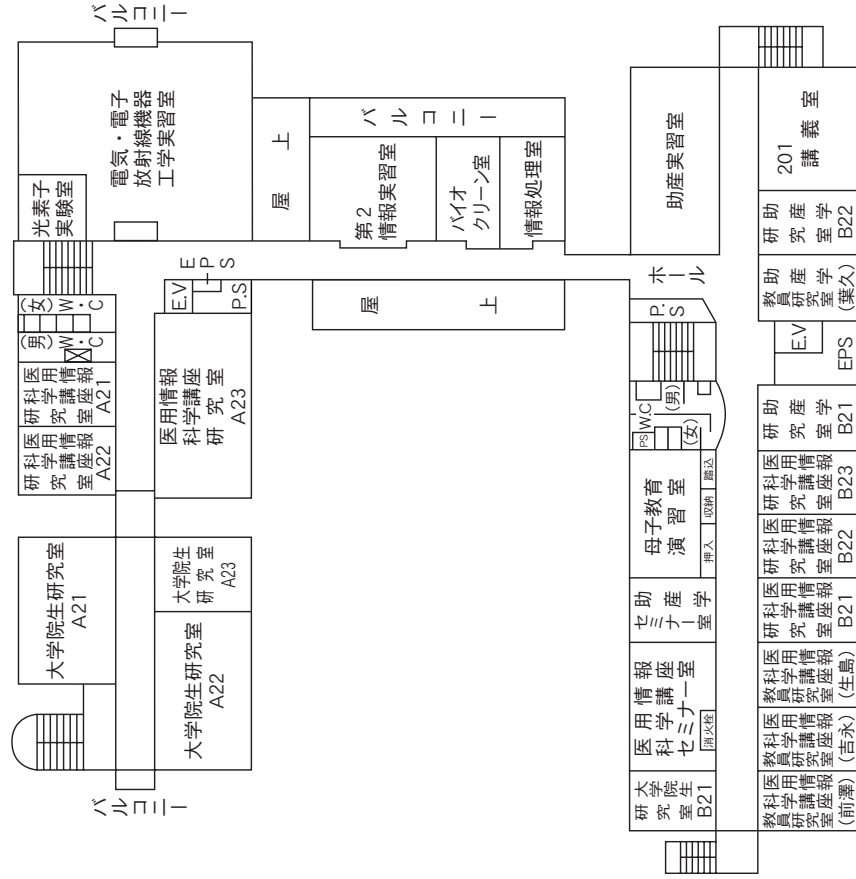 バルコニー
電気・電子
放射線機器
工学実習室
光素子
実験室
屋上
バルコニー
第2
情報実習室
バイオ
クリーン室
情報処理室
助産実習室
201
講義室
助産学
研究室
B22
助産学
教員研究室
(葉久)
E.V
EPS
ホール
P.S
EPS
E.V
P.S
屋上
(女)
W・C
(男)
W・C
医用情報
科学講座
研究室
A21
医用情報
科学講座
研究室
A22
医用情報
科学講座
研究室
A23
大学院生研究室
A21
大学院生
研究室
A23
大学院生研究室
A22
バルコニー
PS
W.C
(男)
(女)
母子教育
演習室
押入
収納
踏込
助産学
セミナー室
医用情報
科学講座
セミナー室
消火栓
大学院生
研究室
B21
助産学
研究室
B21
医用情報
科学講座
研究室
B23
医用情報
科学講座
研究室
B22
医用情報
科学講座
研究室
B21
医用情報
科学講座
教員研究室
(生島)
医用情報
科学講座
教員研究室
(吉永)
医用情報
科学講座
教員研究室
(前澤)